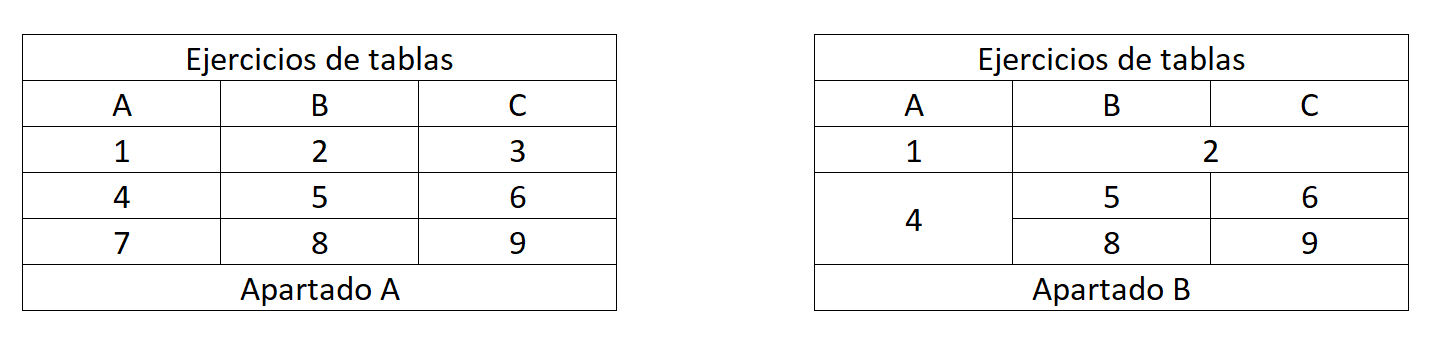 Ejercicios de tablas
A B C
1 2 3
4 5 6
7 8 9
Apartado A
Ejercicios de tablas
A B C
1 2
4 5 6
8 9
Apartado B